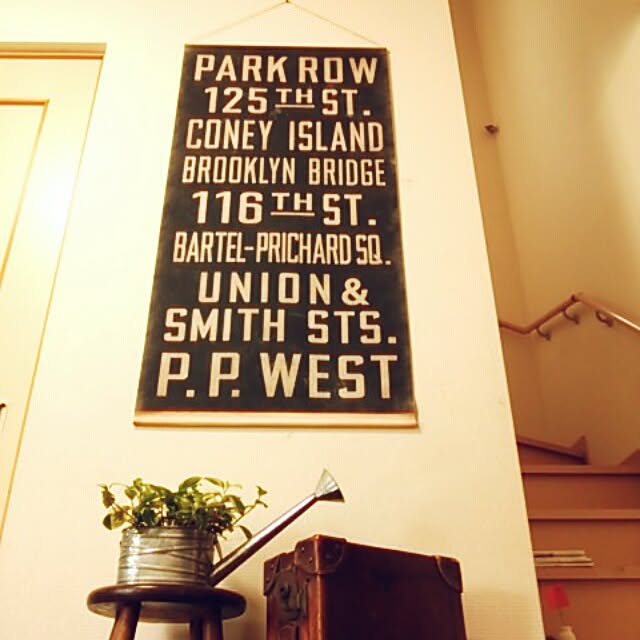 PARK ROW
125TH ST.
CONEY ISLAND
BROOKLYN BRIDGE
116TH ST.
BARTEL-PRICHARD SQ.
UNION &
SMITH STS.
P.P. WEST